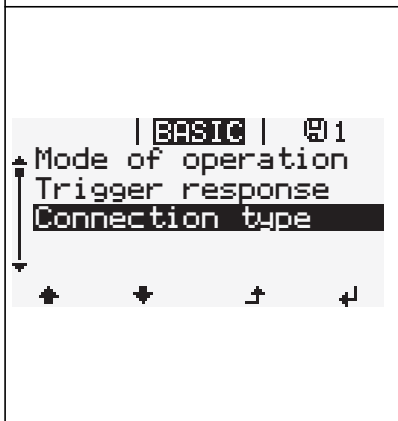 | BASIC | 1
Mode of operation
Trigger response
Connection type